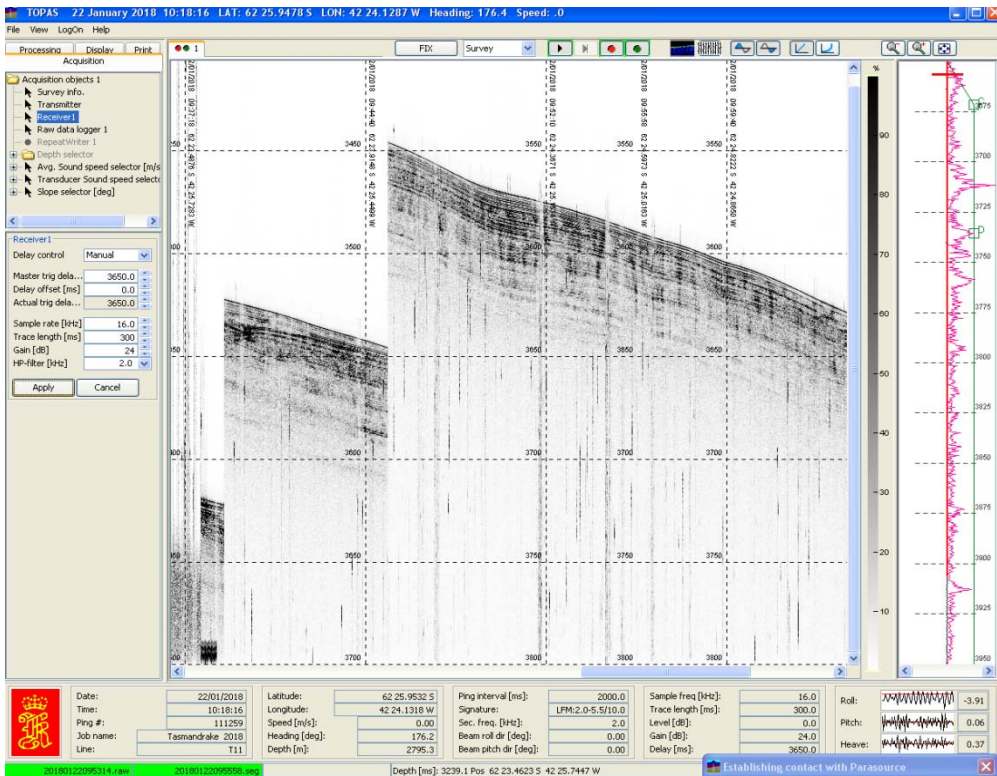 TOPAS 22 January 2018 10:18:16 LAT: 62 25.9478 S LON: 42 24.1287 W Heading: 176.4 Speed: .0
File View LogOn Help
Processing Display Print
Acquisition
1
FIX
Survey
Acquisition objects 1
Survey info.
Transmitter
Receiver1
Raw data logger 1
RepeatWriter 1
Depth selector
Avg. Sound speed selector [m/s
Transducer Sound speed selecto
Slope selector [deg]
Receiver1
Delay control Manual
Master trig dela... 3650.0
Delay offset [ms] 0.0
Actual trig dela... 3650.0
Sample rate [kHz] 16.0
Trace length [ms] 300
Gain [dB] 24
HP-filter [kHz] 2.0
Apply Cancel
3450 3550 3550
3500 3600 3600
3650 3650
3600 3700 3700
3650 3750 3750
3700 3800 3800
%
90
80
70
60
50
40
30
20
10
3675
3700
3725
3750
3775
3800
3825
3850
3875
3900
3925
3950
Date: 22/01/2018
Time: 10:18:16
Ping #: 111259
Job name: Tasmandrake 2018
Line: T11
Latitude: 62 25.9532 S
Longitude: 42 24.1318 W
Speed [m/s]: 0.00
Heading [deg]: 176.2
Depth [m]: 2795.3
Ping interval [ms]: 2000.0
Signature: LFM:2.0-5.5/10.0
Sec. freq. [kHz]: 2.0
Beam roll dir [deg]: 0.00
Beam pitch dir [deg]: 0.00
Sample freq [kHz]: 16.0
Trace length [ms]: 300.0
Level [dB]: 0.0
Gain [dB]: 24.0
Delay [ms]: 3650.0
Roll: -3.91
Pitch: 0.06
Heave: 0.37
20180122095314.raw 20180122095558.seg Depth [ms]: 3239.1 Pos 62 23.4623 S 42 25.7447 W
Establishing contact with Parasource